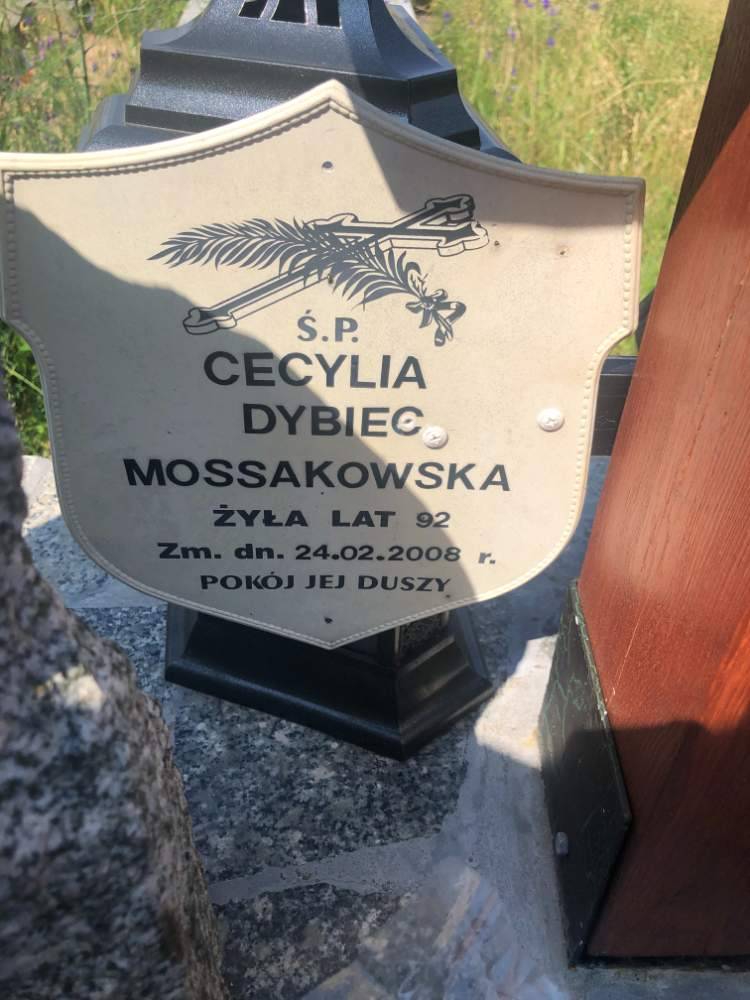 Ś.P.
CECYLIA
DYBIEC
MOSSAKOWSKA
ŻYŁA LAT 92
Zm. dn. 24.02.2008 r.
POKÓJ JEJ DUSZY